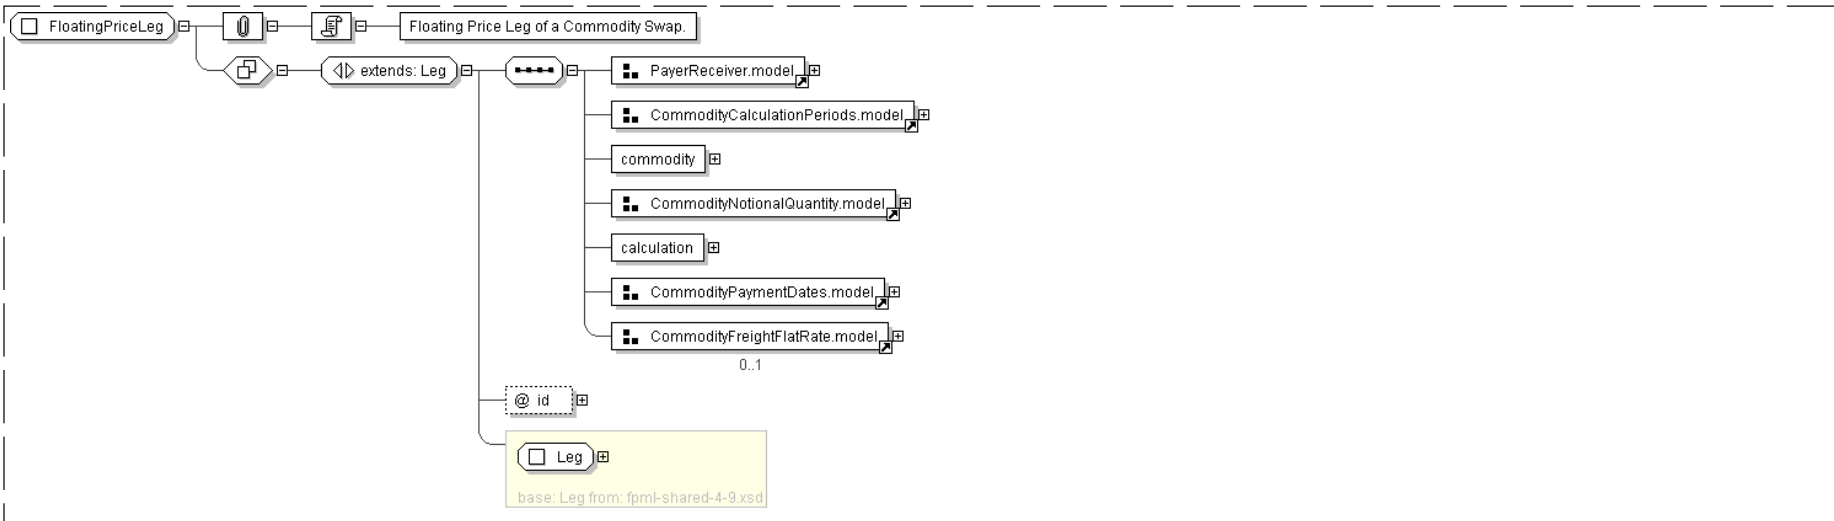 FloatingPriceLeg
Floating Price Leg of a Commodity Swap.
extends: Leg
PayerReceiver.model
CommodityCalculationPeriods.model
commodity
CommodityNotionalQuantity.model
calculation
CommodityPaymentDates.model
CommodityFreightFlatRate.model
0..1
@ id
Leg
base: Leg from: fpml-shared-4-9.xsd